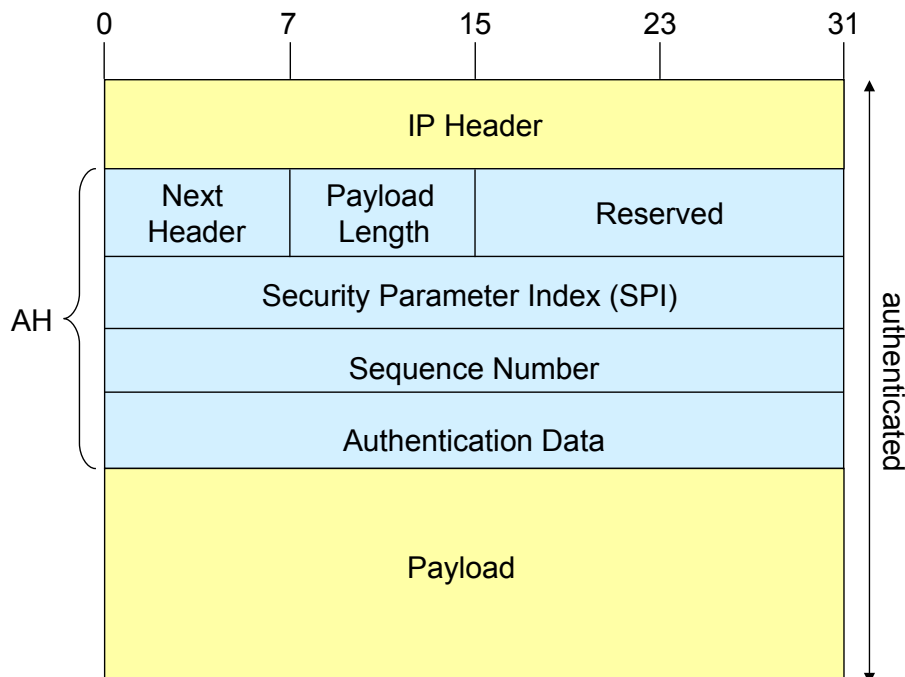 0 7 15 23 31
IP Header
Next
Header
Payload
Length
Reserved
AH
Security Parameter Index (SPI)
Sequence Number
Authentication Data
Payload
authenticated